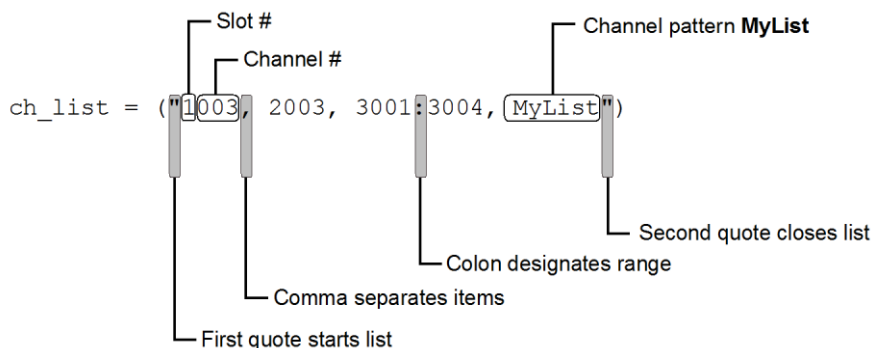 Slot #
Channel pattern MyList
Channel #
ch_list = ("1003, 2003, 3001:3004, MyList")
Second quote closes list
Colon designates range
Comma separates items
First quote starts list